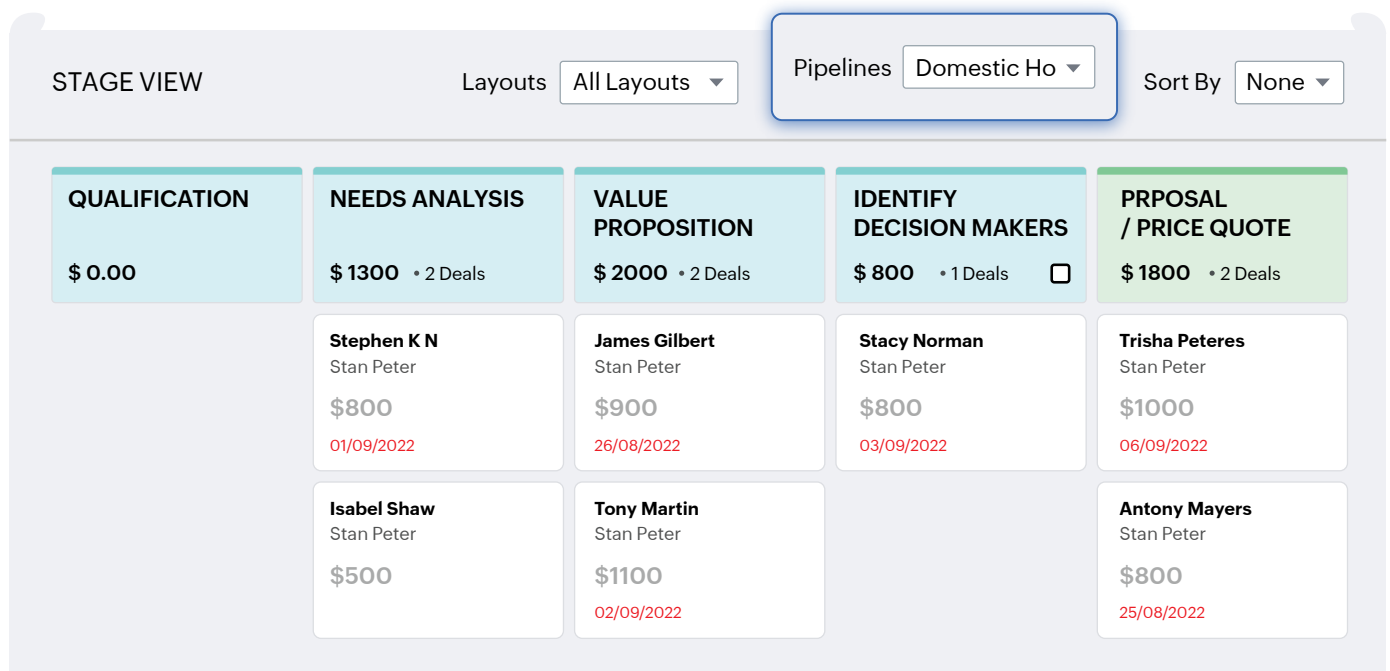 STAGE VIEW
Layouts
All Layouts
Pipelines
Domestic Ho
Sort By
None
QUALIFICATION
$ 0.00
NEEDS ANALYSIS
$ 1300 • 2 Deals
VALUE
PROPOSITION
$ 2000 • 2 Deals
IDENTIFY
DECISION MAKERS
$ 800 • 1 Deals
PRPOSAL
/ PRICE QUOTE
$ 1800 • 2 Deals
Stephen K N
Stan Peter
$800
01/09/2022
Isabel Shaw
Stan Peter
$500
James Gilbert
Stan Peter
$900
26/08/2022
Tony Martin
Stan Peter
$1100
02/09/2022
Stacy Norman
Stan Peter
$800
03/09/2022
Trisha Peteres
Stan Peter
$1000
06/09/2022
Antony Mayers
Stan Peter
$800
25/08/2022